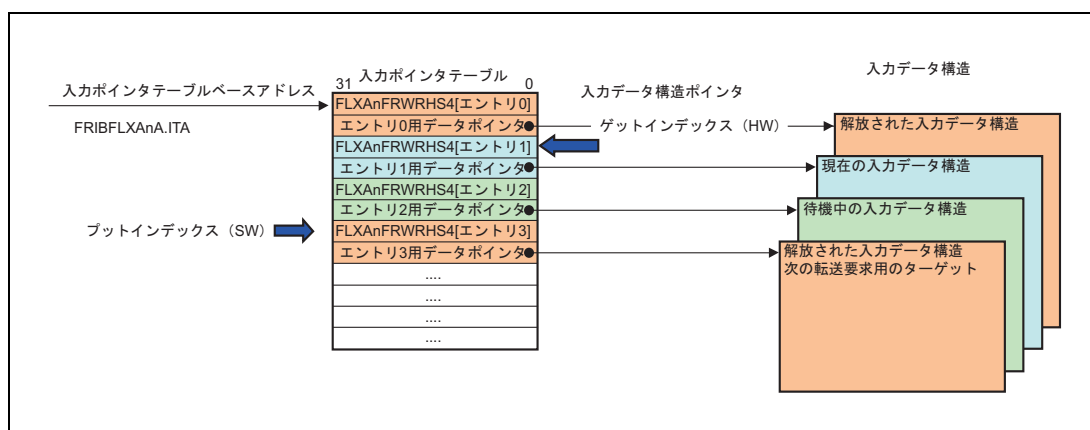 入力ポインタテーブル
31
0
入力ポインタテーブルベースアドレス
FRIBFLXAnA.ITA
プットインデックス（SW）
FLXAnFRWRHS4[エントリ0]
エントリ0用データポインタ
FLXAnFRWRHS4[エントリ1]
エントリ1用データポインタ
FLXAnFRWRHS4[エントリ2]
エントリ2用データポインタ
FLXAnFRWRHS4[エントリ3]
エントリ3用データポインタ
....
....
....
....
入力データ構造ポインタ
ゲットインデックス（HW）
入力データ構造
解放された入力データ構造
現在の入力データ構造
待機中の入力データ構造
解放された入力データ構造
次の転送要求用のターゲット